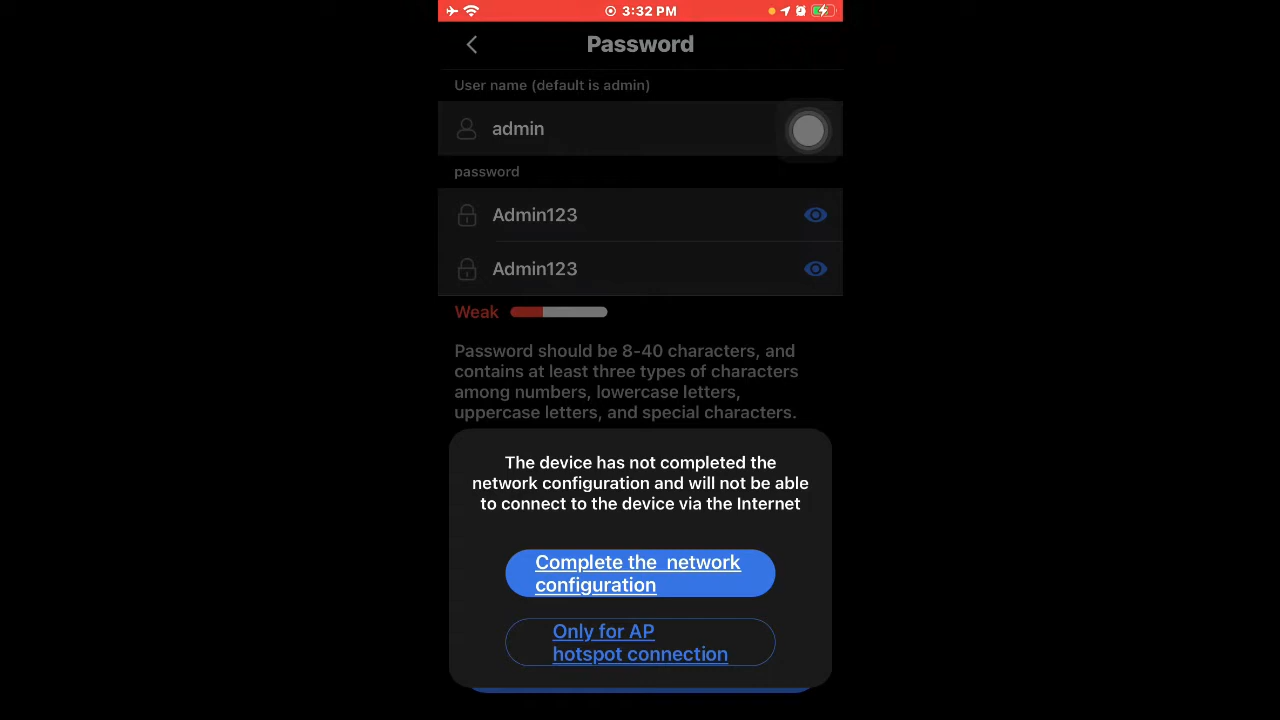 3:32 PM
Password
User name (default is admin)
admin
password
Admin123
Admin123
Weak
Password should be 8-40 characters, and
contains at least three types of characters
among numbers, lowercase letters,
uppercase letters, and special characters.
The device has not completed the
network configuration and will not be able
to connect to the device via the Internet
Complete the  network
configuration
Only for AP
hotspot connection